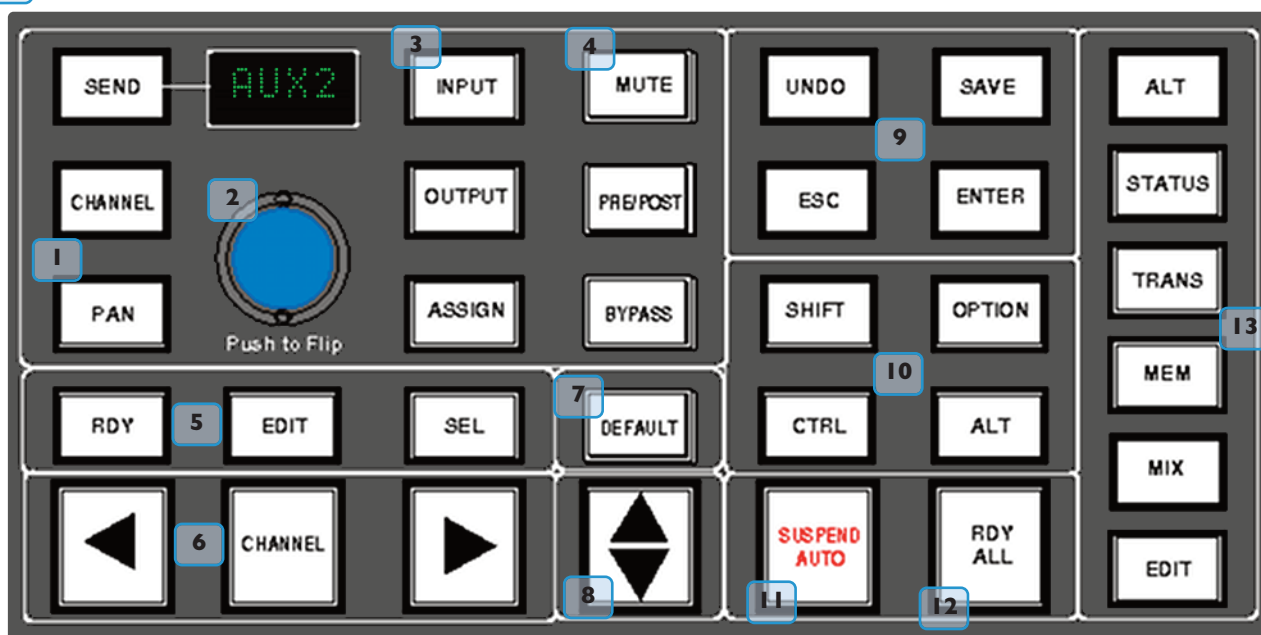 SEND
AUX2
3
INPUT
4
MUTE
CHANNEL
2
OUTPUT
PRE/POST
1
PAN
Push to Flip
ASSIGN
BYPASS
UNDO
SAVE
9
ESC
ENTER
SHIFT
OPTION
10
CTRL
ALT
ALT
STATUS
TRANS
13
MEM
MIX
EDIT
RDY
5
EDIT
SEL
7
DEFAULT
6
CHANNEL
8
SUSPEND
AUTO
11
RDY
ALL
12